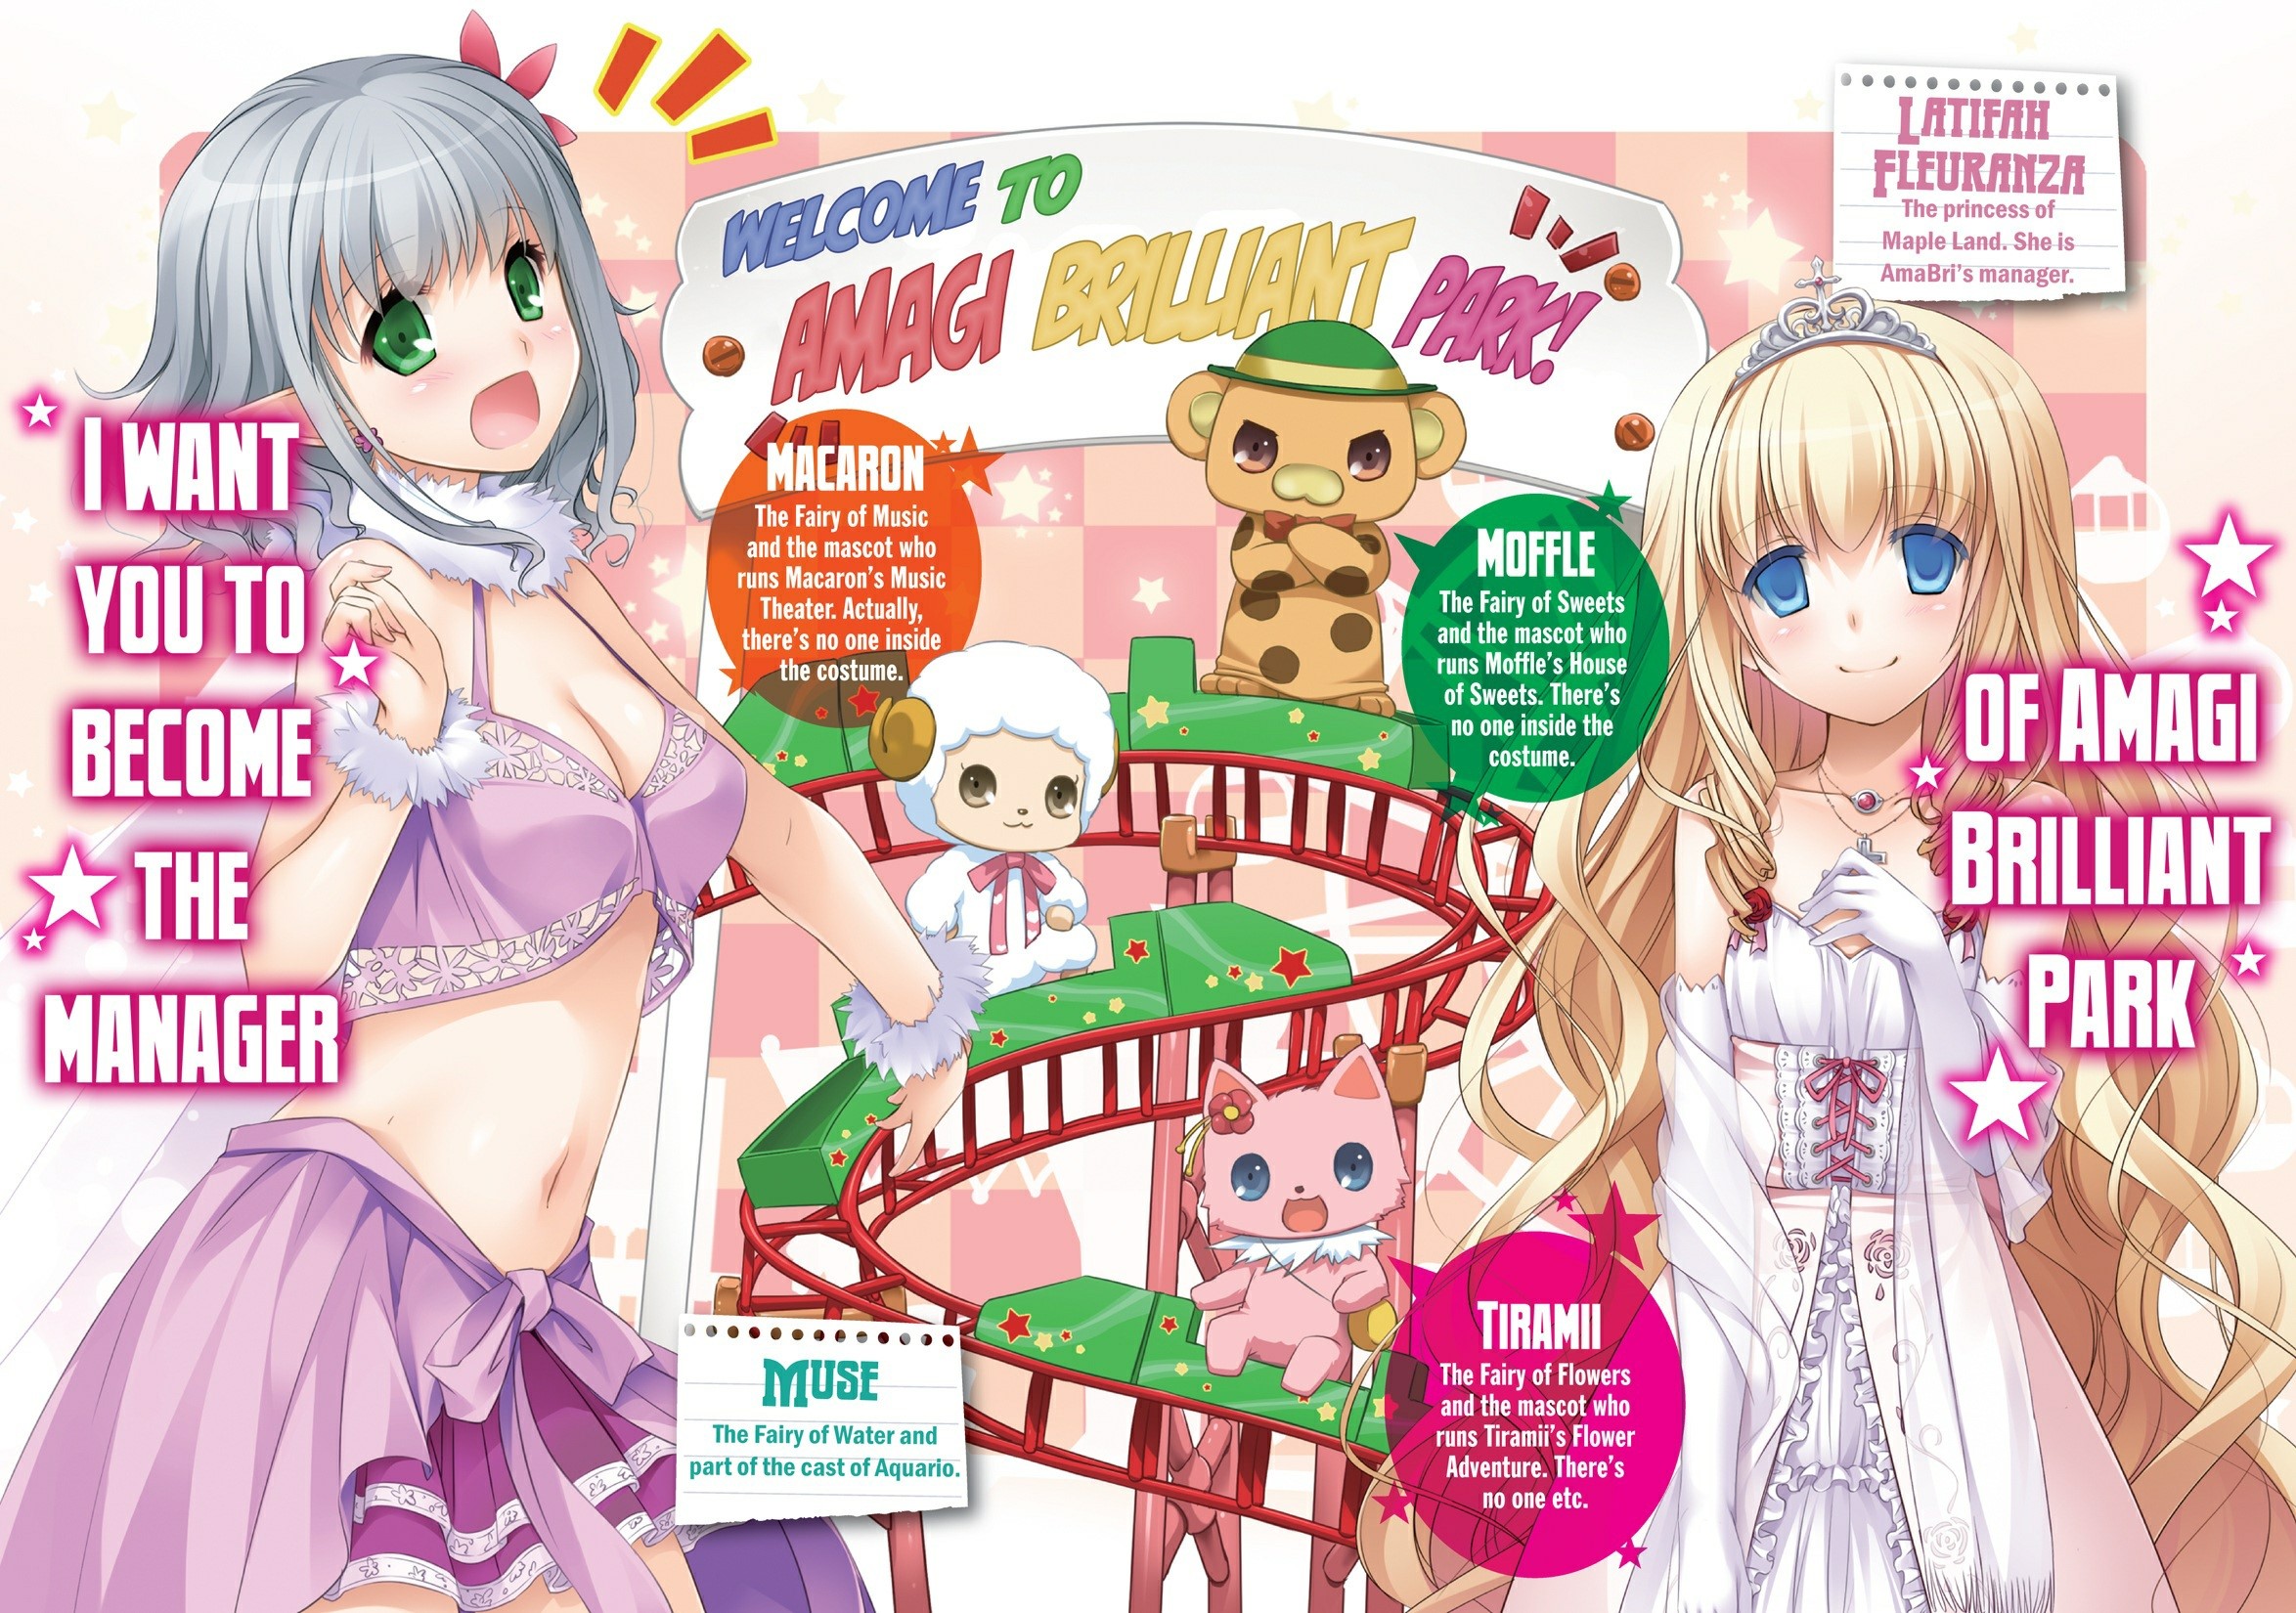 WELCOME TO
AMAGI BRILLIANT PARK!
LATIFAH
FLEURANZA
The princess of
Maple Land. She is
AmaBri's manager.
I WANT
YOU TO
BECOME
THE
MANAGER
OF AMAGI
BRILLIANT
PARK
MACARON
The Fairy of Music
and the mascot who
runs Macaron's Music
Theater. Actually,
there's no one inside
the costume.
MOFFLE
The Fairy of Sweets
and the mascot who
runs Moffle's House
of Sweets. There's
no one inside the
costume.
TIRAMII
The Fairy of Flowers
and the mascot who
runs Tiramii's Flower
Adventure. There's
no one etc.
MUSE
The Fairy of Water and
part of the cast of Aquario.